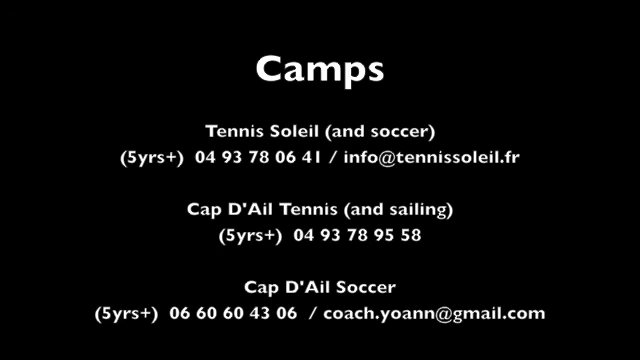 Camps
Tennis Soleil (and soccer)
(5yrs+) 04 93 78 06 41 / info@tennissoleil.fr
Cap D'Ail Tennis (and sailing)
(5yrs+) 04 93 78 95 58
Cap D'Ail Soccer
(5yrs+) 06 60 60 43 06 / coach.yoann@gmail.com